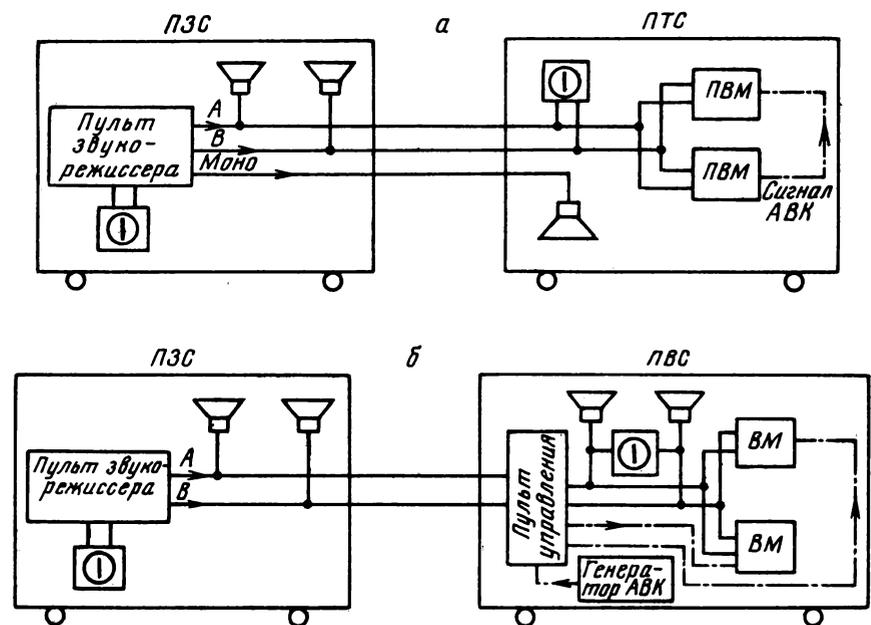 ПЗС
а
ПТС
Пульт
звуко-
режиссера
А
В
Моно
ПВМ
ПВМ
Сигнал
АВК
ПЗС
б
ПВС
Пульт звуко-
режиссера
А
В
Пульт
управления
ВМ
ВМ
Генера-
тор АВК